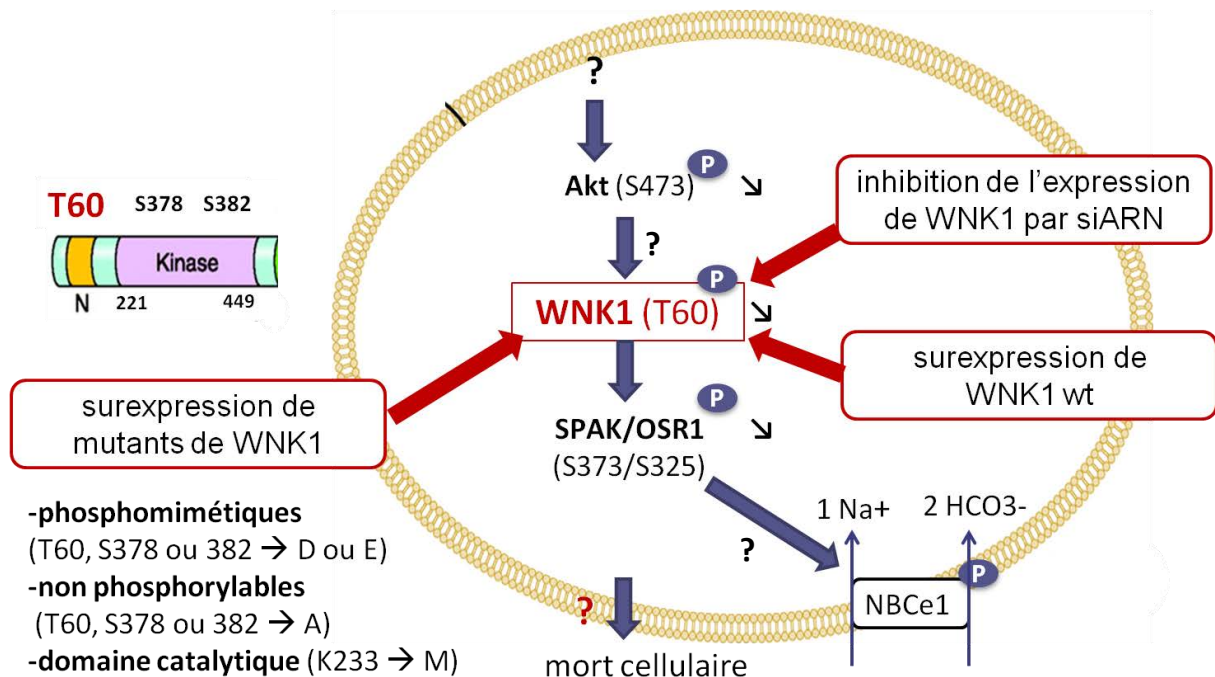 ?
Akt (S473)
P
↘
?
WNK1 (T60)
P
↘
SPAK/OSR1
(S373/S325)
P
↘
?
1 Na+ 2 HCO3-
NBCe1
P
?
mort cellulaire
inhibition de l'expression
de WNK1 par siARN
surexpression de
WNK1 wt
T60 S378 S382
Kinase
N 221 449
surexpression de
mutants de WNK1
-phosphomimétiques
(T60, S378 ou 382 → D ou E)
-non phosphorylables
(T60, S378 ou 382 → A)
-domaine catalytique (K233 → M)